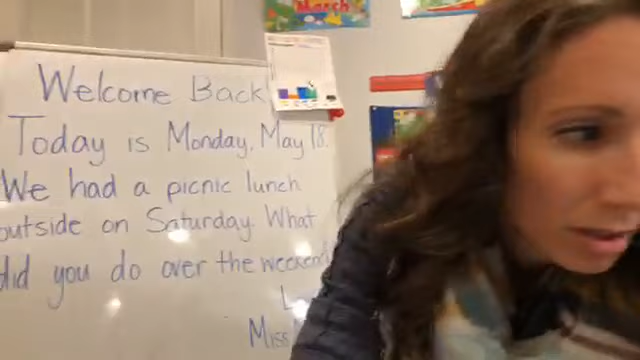 March
Welcome Back
Today is Monday, May 18.
We had a picnic lunch
outside on Saturday. What
did you do over the weekend
Miss